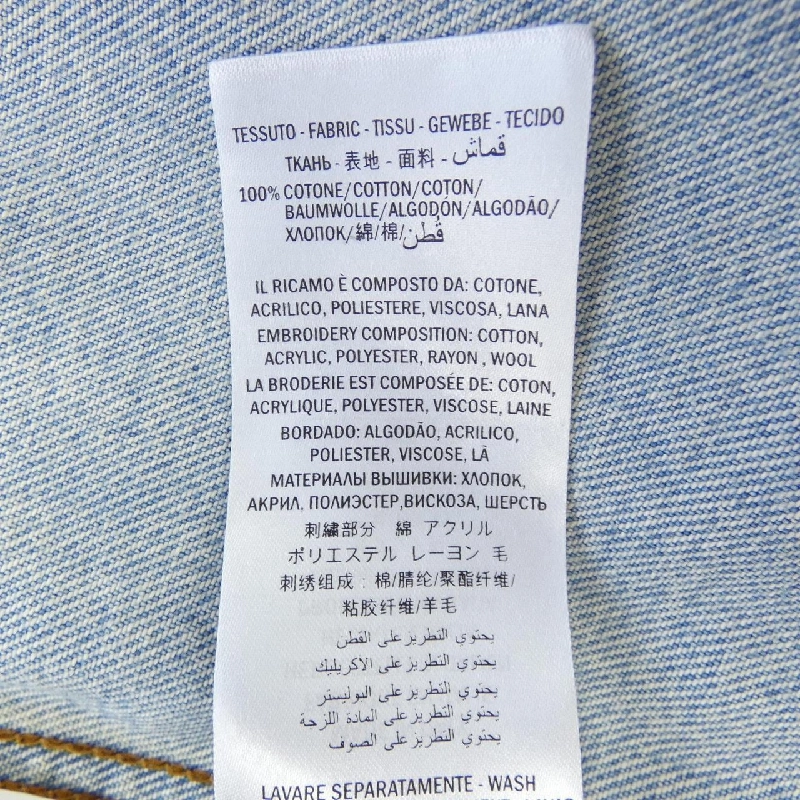 TESSUTO - FABRIC - TISSU - GEWEBE - TECIDO
ТКАНЬ - 表地 - 面料 - قماش
100% COTONE/COTTON/COTON/
BAUMWOLLE/ALGODÓN/ALGODÃO/
ХЛОПОК/綿/棉/قطن
IL RICAMO È COMPOSTO DA: COTONE,
ACRILICO, POLIESTERE, VISCOSA, LANA
EMBROIDERY COMPOSITION: COTTON,
ACRYLIC, POLYESTER, RAYON , WOOL
LA BRODERIE EST COMPOSÉE DE: COTON,
ACRYLIQUE, POLYESTER, VISCOSE, LAINE
BORDADO: ALGODÃO, ACRILICO,
POLIESTER, VISCOSE, LÃ
МАТЕРИАЛЫ ВЫШИВКИ: ХЛОПОК,
АКРИЛ, ПОЛИЭСТЕР,ВИСКОЗА, ШЕРСТЬ
刺繍部分 綿 アクリル
ポリエステル レーヨン 毛
刺绣组成：棉/腈纶/聚酯纤维/
粘胶纤维/羊毛
يحتوي التطريز على القطن
يحتوي التطريز على الاكريليك
يحتوي التطريز على البوليستر
يحتوي التطريز على المادة اللزجة
يحتوي التطريز على الصوف
LAVARE SEPARATAMENTE - WASH